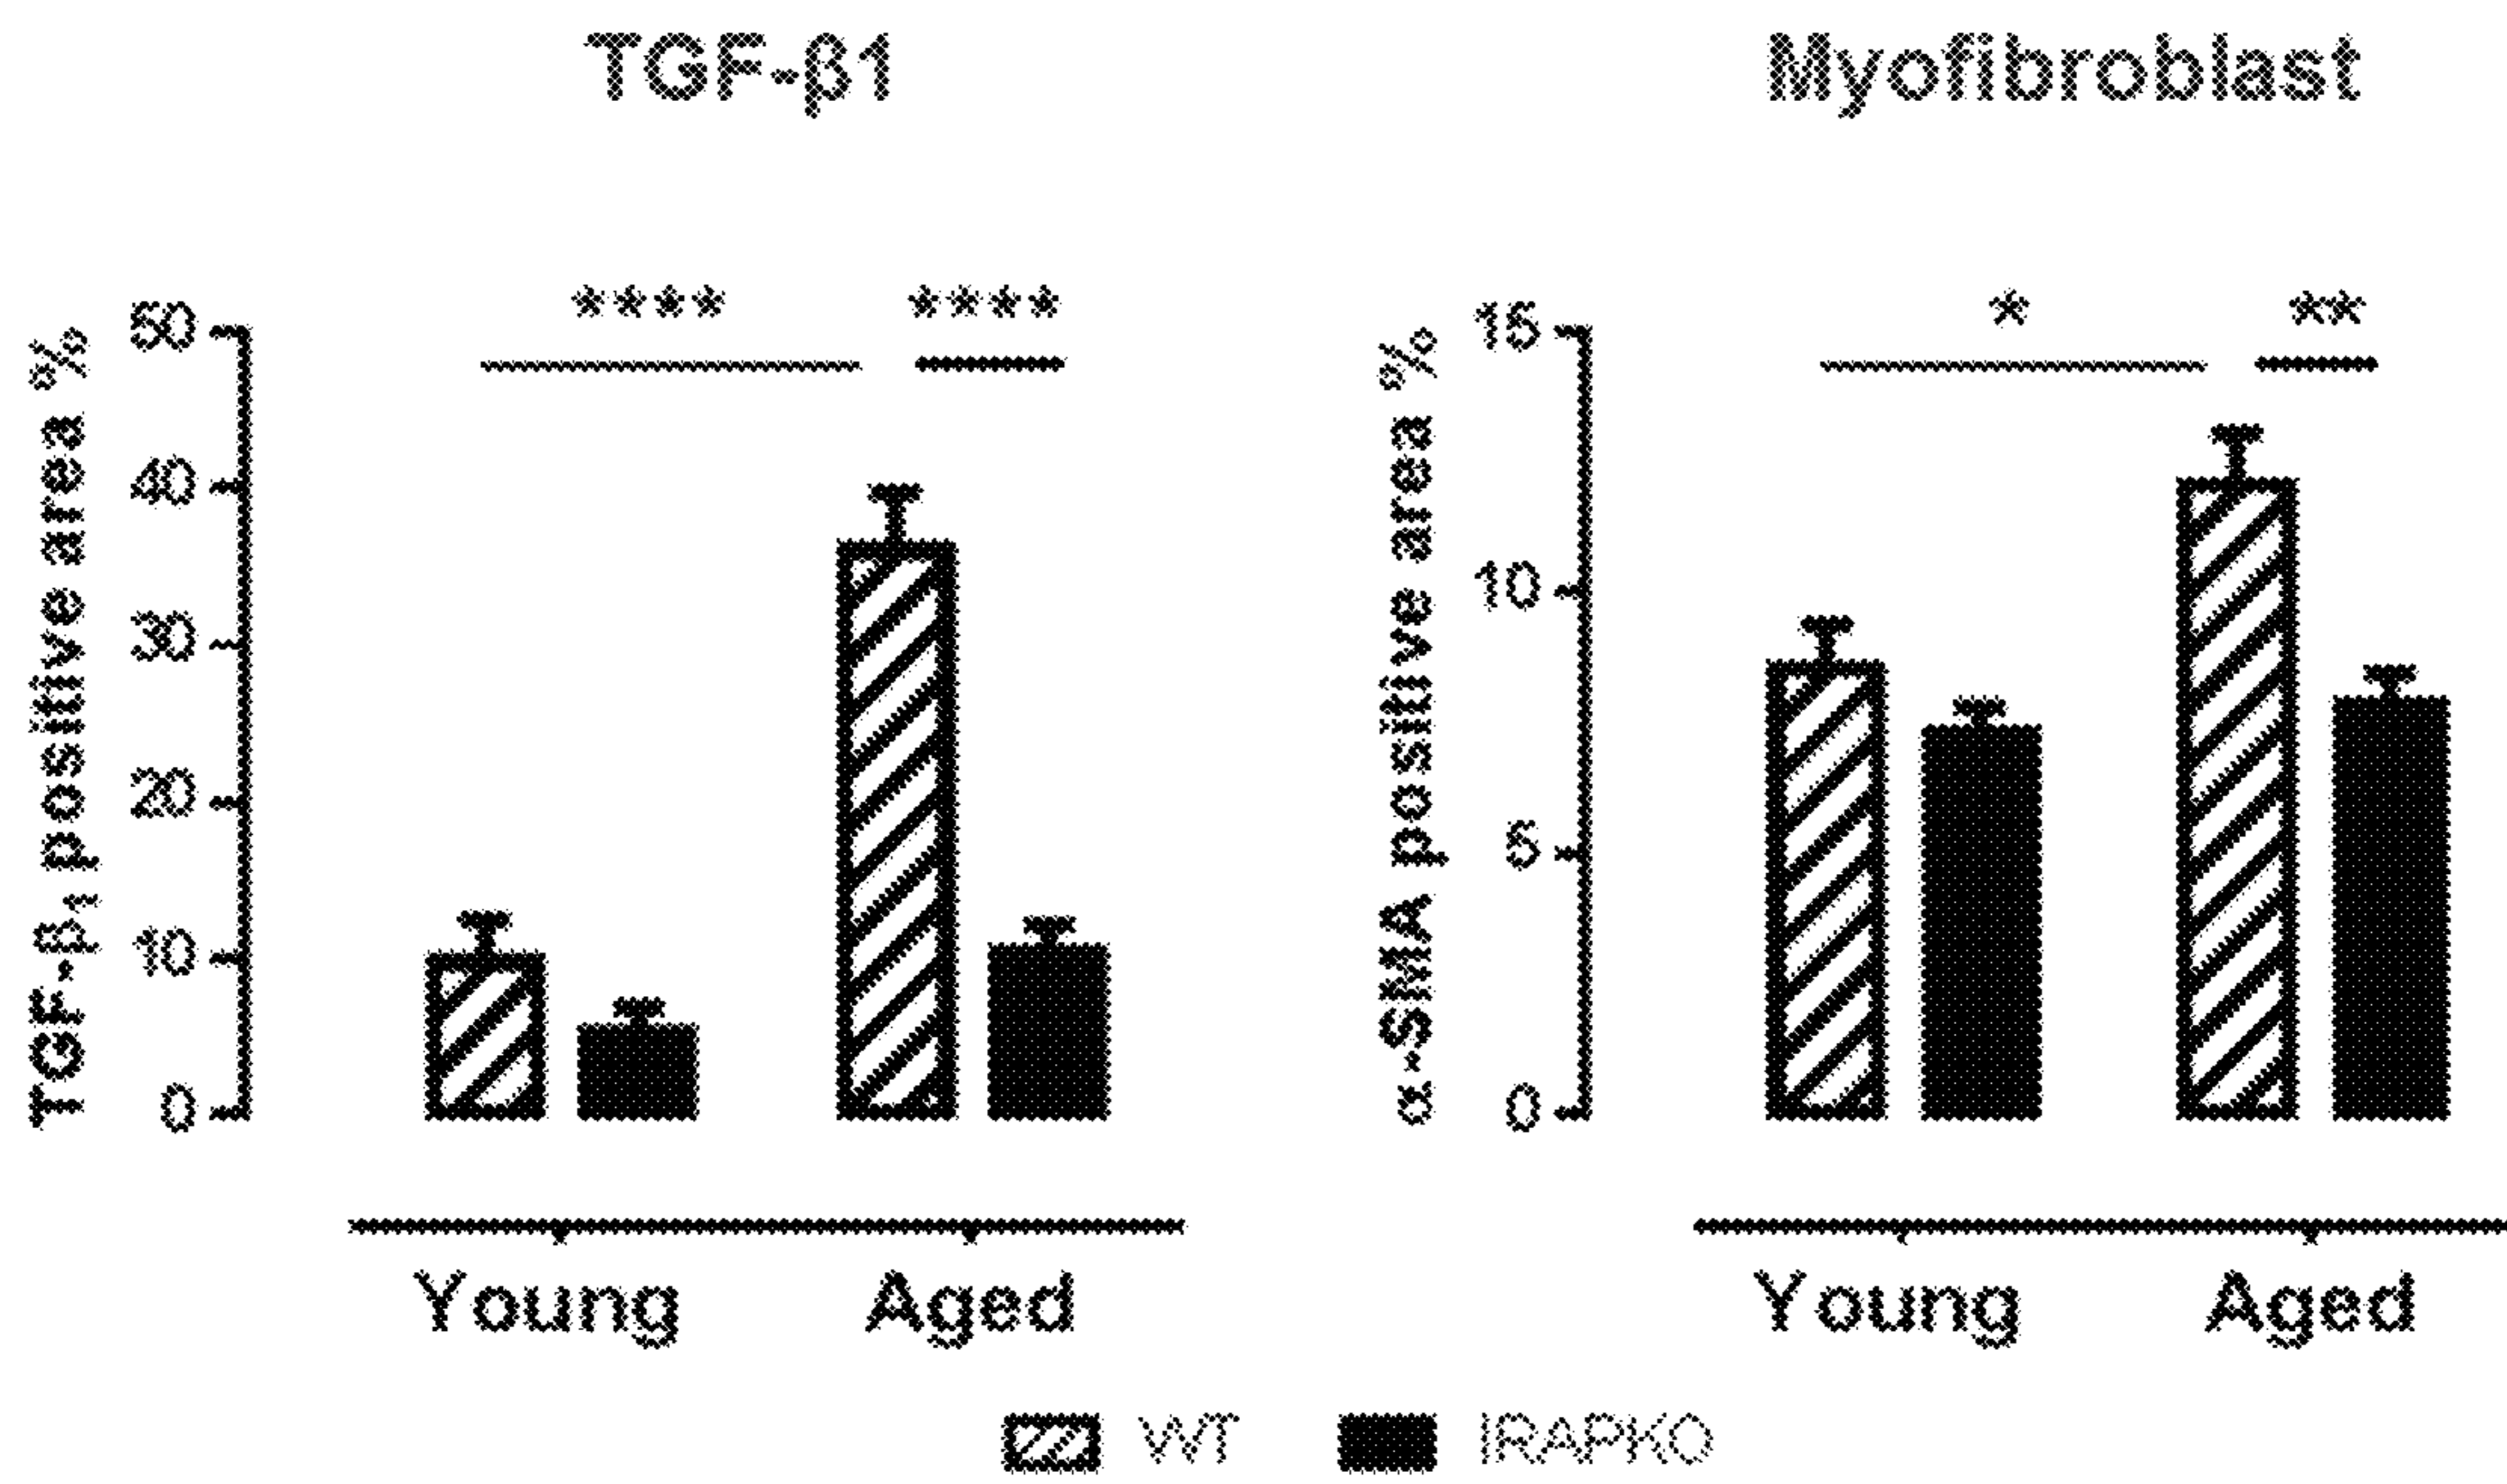 TGF-β1
Myofibroblast
**** ****
* **
TGF-β₁ positive area %
50
40
30
20
10
0
α-SMA positive area %
15
10
5
0
Young Aged
Young Aged
WT IRAPKO